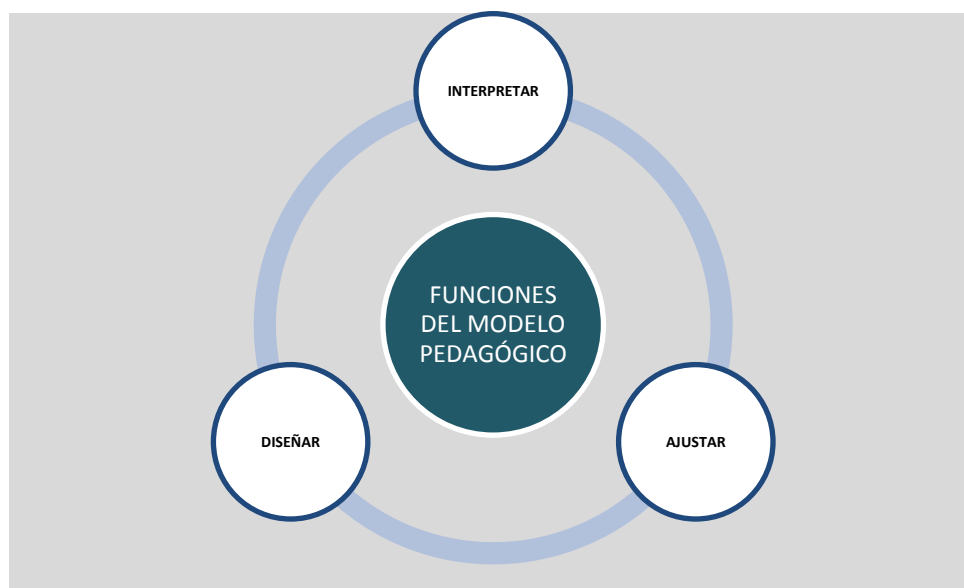 INTERPRETAR
FUNCIONES
DEL MODELO
PEDAGÓGICO
DISEÑAR
AJUSTAR